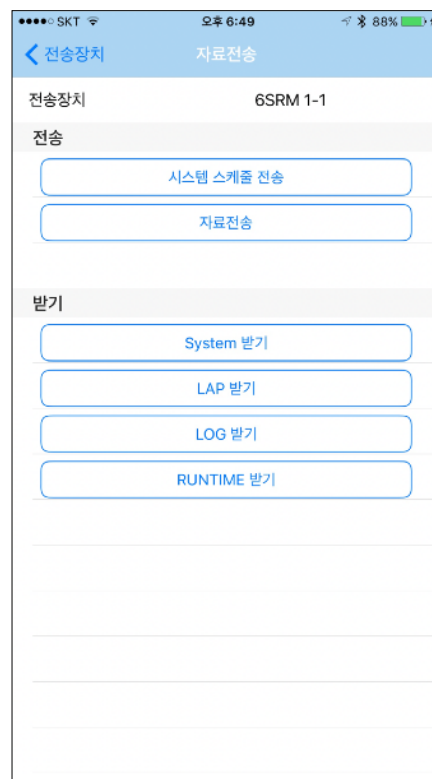 SKT 오후 6:49 88%
전송장치 자료전송
전송장치 6SRM 1-1
전송
시스템 스케줄 전송
자료전송
받기
System 받기
LAP 받기
LOG 받기
RUNTIME 받기